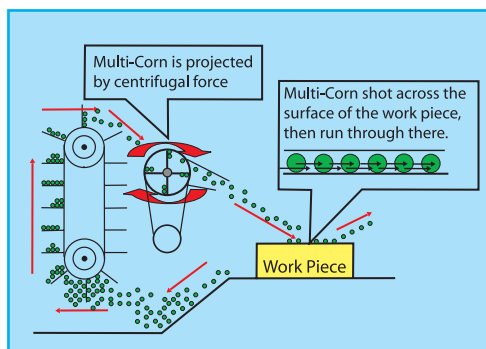 Multi-Corn is projected
by centrifugal force
Multi-Corn shot across the
surface of the work piece,
then run through there.
Work Piece